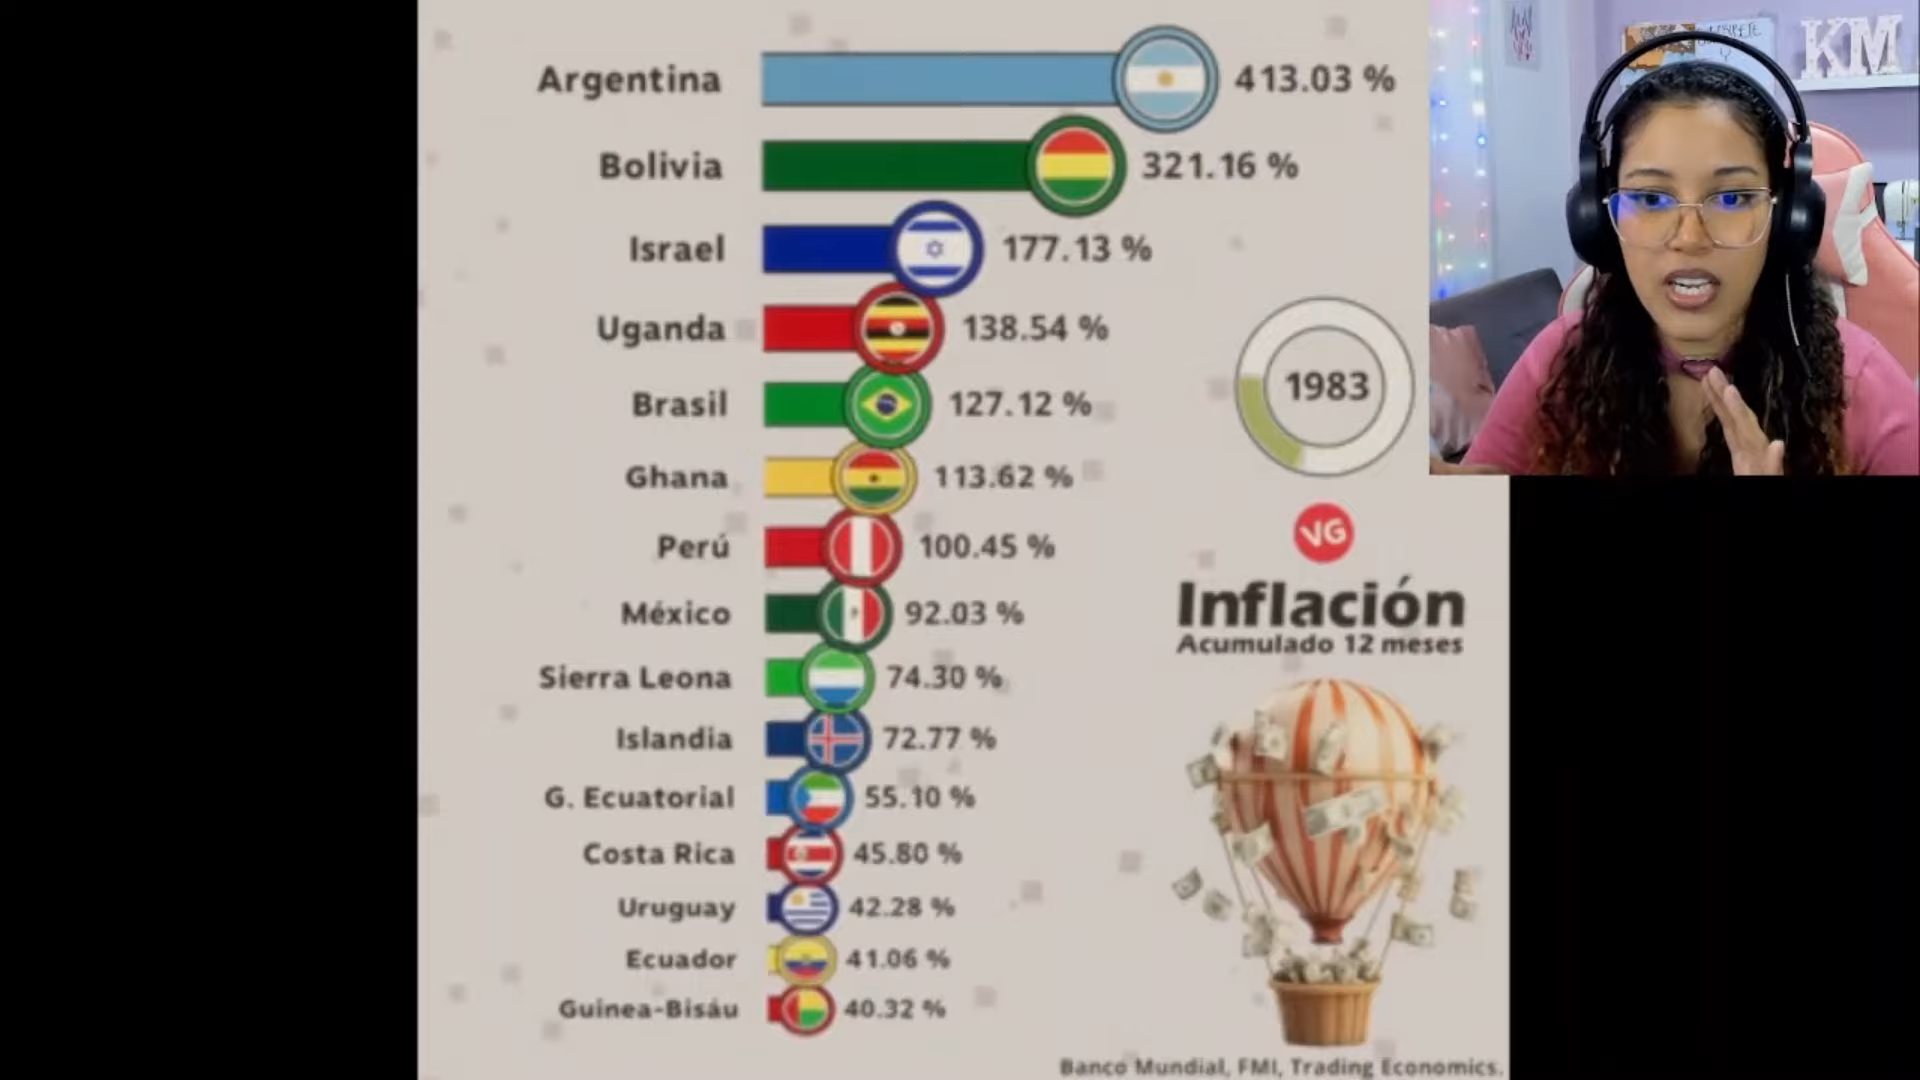 Argentina 413.03 %
Bolivia 321.16 %
Israel 177.13 %
Uganda 138.54 %
Brasil 127.12 %
Ghana 113.62 %
Perú 100.45 %
México 92.03 %
Sierra Leona 74.30 %
Islandia 72.77 %
G. Ecuatorial 55.10 %
Costa Rica 45.80 %
Uruguay 42.28 %
Ecuador 41.06 %
Guinea-Bisáu 40.32 %
1983
VG
Inflación
Acumulado 12 meses
Banco Mundial, FMI, Trading Economics.
KM